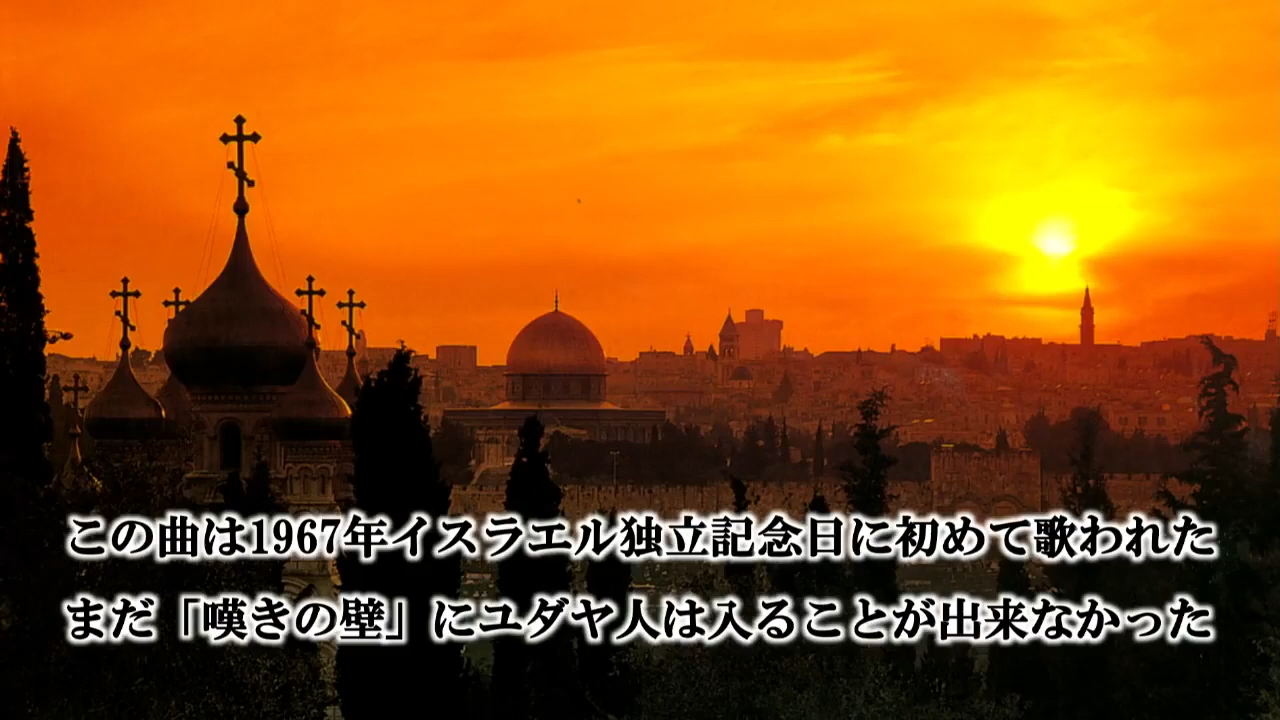 この曲は1967年イスラエル独立記念日に初めて歌われた
まだ「嘆きの壁」にユダヤ人は入ることが出来なかった